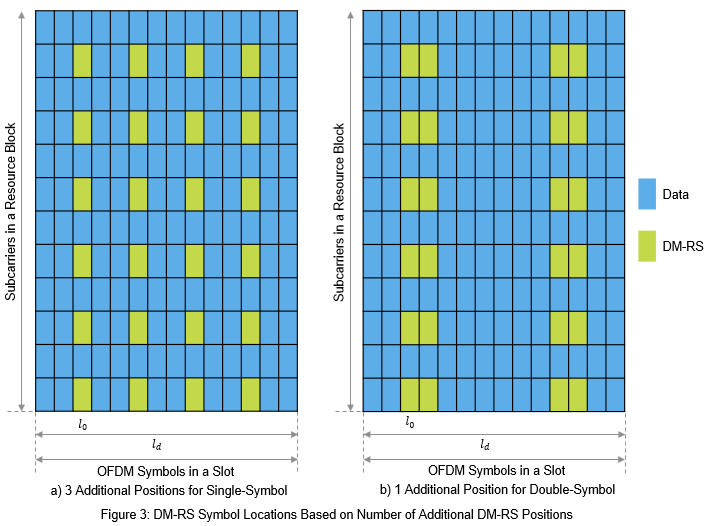 Subcarriers in a Resource Block
l0
ld
OFDM Symbols in a Slot
a) 3 Additional Positions for Single-Symbol
Subcarriers in a Resource Block
l0
ld
OFDM Symbols in a Slot
b) 1 Additional Position for Double-Symbol
Data
DM-RS
Figure 3: DM-RS Symbol Locations Based on Number of Additional DM-RS Positions